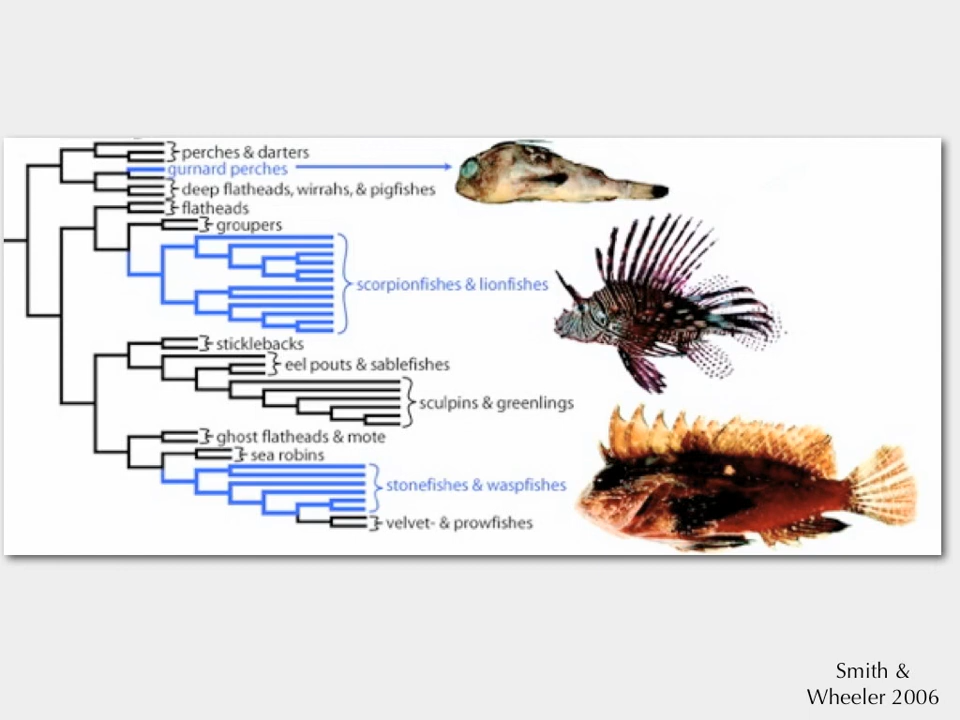 perches & darters
gurnard perches
deep flatheads, wirrahs, & pigfishes
flatheads
groupers
scorpionfishes & lionfishes
sticklebacks
eel pouts & sablefishes
sculpins & greenlings
ghost flatheads & mote
sea robins
stonefishes & waspfishes
velvet- & prowfishes
Smith &
Wheeler 2006